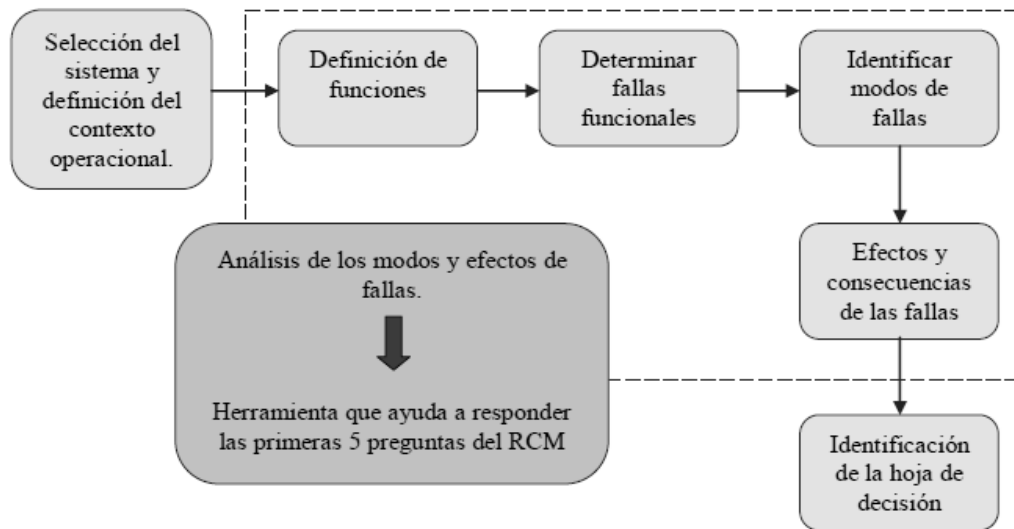 Selección del
sistema y
definición del
contexto
operacional.
Definición de
funciones
Determinar
fallas
funcionales
Identificar
modos de
fallas
Efectos y
consecuencias
de las fallas
Identificación
de la hoja de
decisión
Análisis de los modos y efectos de
fallas.
Herramienta que ayuda a responder
las primeras 5 preguntas del RCM